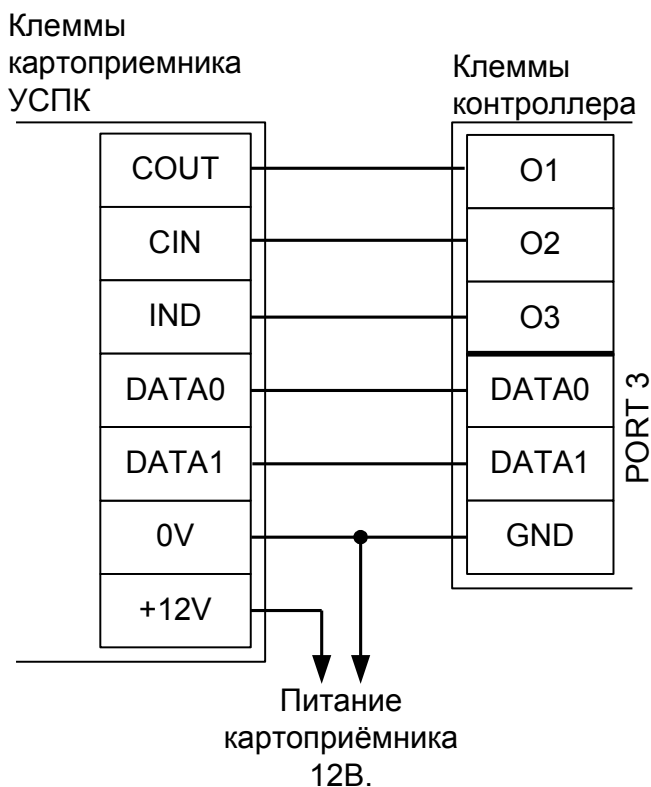 Клеммы
картоприемника
УСПК
Клеммы
контроллера
COUT
O1
CIN
O2
IND
O3
DATA0
DATA0
DATA1
DATA1
0V
GND
+12V
PORT 3
Питание
картоприёмника
12В.